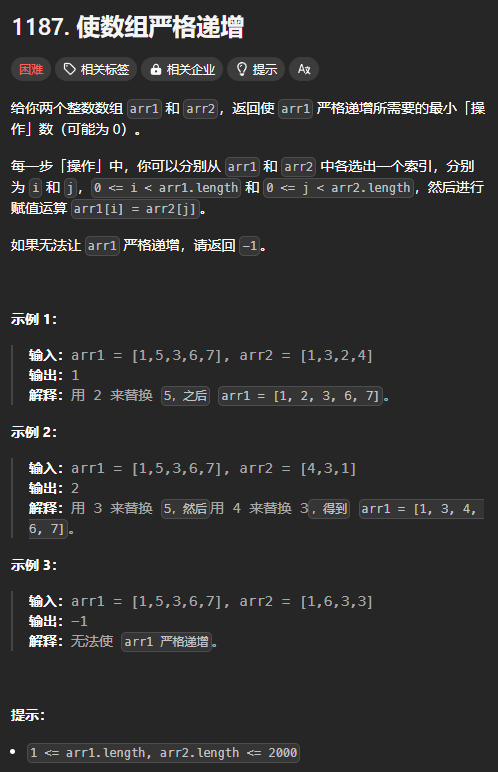 1187. 使数组严格递增
困难 相关标签 相关企业 提示
给你两个整数数组 arr1 和 arr2，返回使 arr1 严格递增所需要的最小「操
作」数（可能为 0）。
每一步「操作」中，你可以分别从 arr1 和 arr2 中各选出一个索引，分别
为 i 和 j，0 <= i < arr1.length 和 0 <= j < arr2.length，然后进行
赋值运算 arr1[i] = arr2[j]。
如果无法让 arr1 严格递增，请返回 -1。
示例 1：
输入：arr1 = [1,5,3,6,7], arr2 = [1,3,2,4]
输出：1
解释：用 2 来替换 5，之后 arr1 = [1, 2, 3, 6, 7]。
示例 2：
输入：arr1 = [1,5,3,6,7], arr2 = [4,3,1]
输出：2
解释：用 3 来替换 5，然后用 4 来替换 3，得到 arr1 = [1, 3, 4,
6, 7]。
示例 3：
输入：arr1 = [1,5,3,6,7], arr2 = [1,6,3,3]
输出：-1
解释：无法使 arr1 严格递增。
提示：
1 <= arr1.length, arr2.length <= 2000